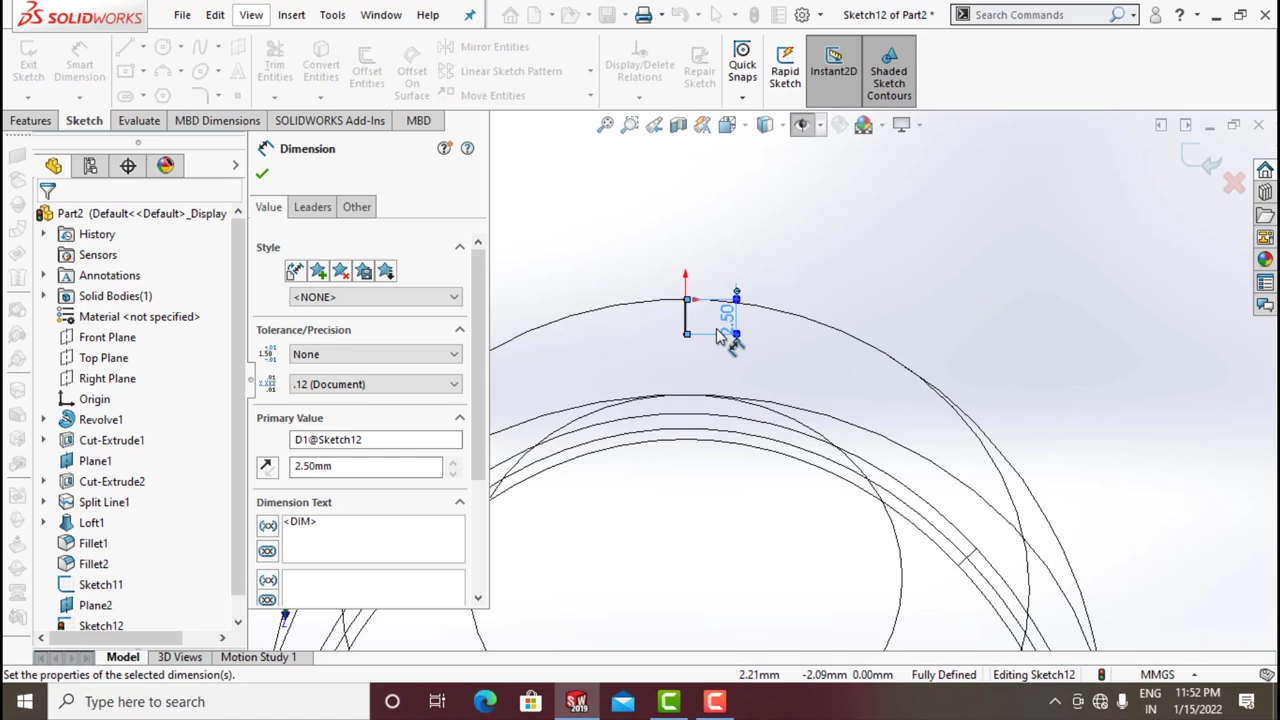 SOLIDWORKS
File Edit View Insert Tools Window Help
Sketch12 of Part2 *
Search Commands
Exit Sketch
Smart Dimension
Trim Entities
Convert Entities
Offset Entities
Offset On Surface
Mirror Entities
Linear Sketch Pattern
Move Entities
Display/Delete Relations
Repair Sketch
Quick Snaps
Rapid Sketch
Instant2D
Shaded Sketch Contours
Features Sketch Evaluate MBD Dimensions SOLIDWORKS Add-Ins MBD
Part2 (Default<<Default>_Display
History
Sensors
Annotations
Solid Bodies(1)
Material <not specified>
Front Plane
Top Plane
Right Plane
Origin
Revolve1
Cut-Extrude1
Plane1
Cut-Extrude2
Split Line1
Loft1
Fillet1
Fillet2
Sketch11
Plane2
Sketch12
Dimension
Value Leaders Other
Style
<NONE>
Tolerance/Precision
None
.12 (Document)
Primary Value
D1@Sketch12
2.50mm
Dimension Text
<DIM>
2.50
Model 3D Views Motion Study 1
Set the properties of the selected dimension(s).
2.21mm -2.09mm 0.00mm Fully Defined Editing Sketch12 MMGS
Type here to search
SW 2019
ENG
IN
11:52 PM
1/15/2022